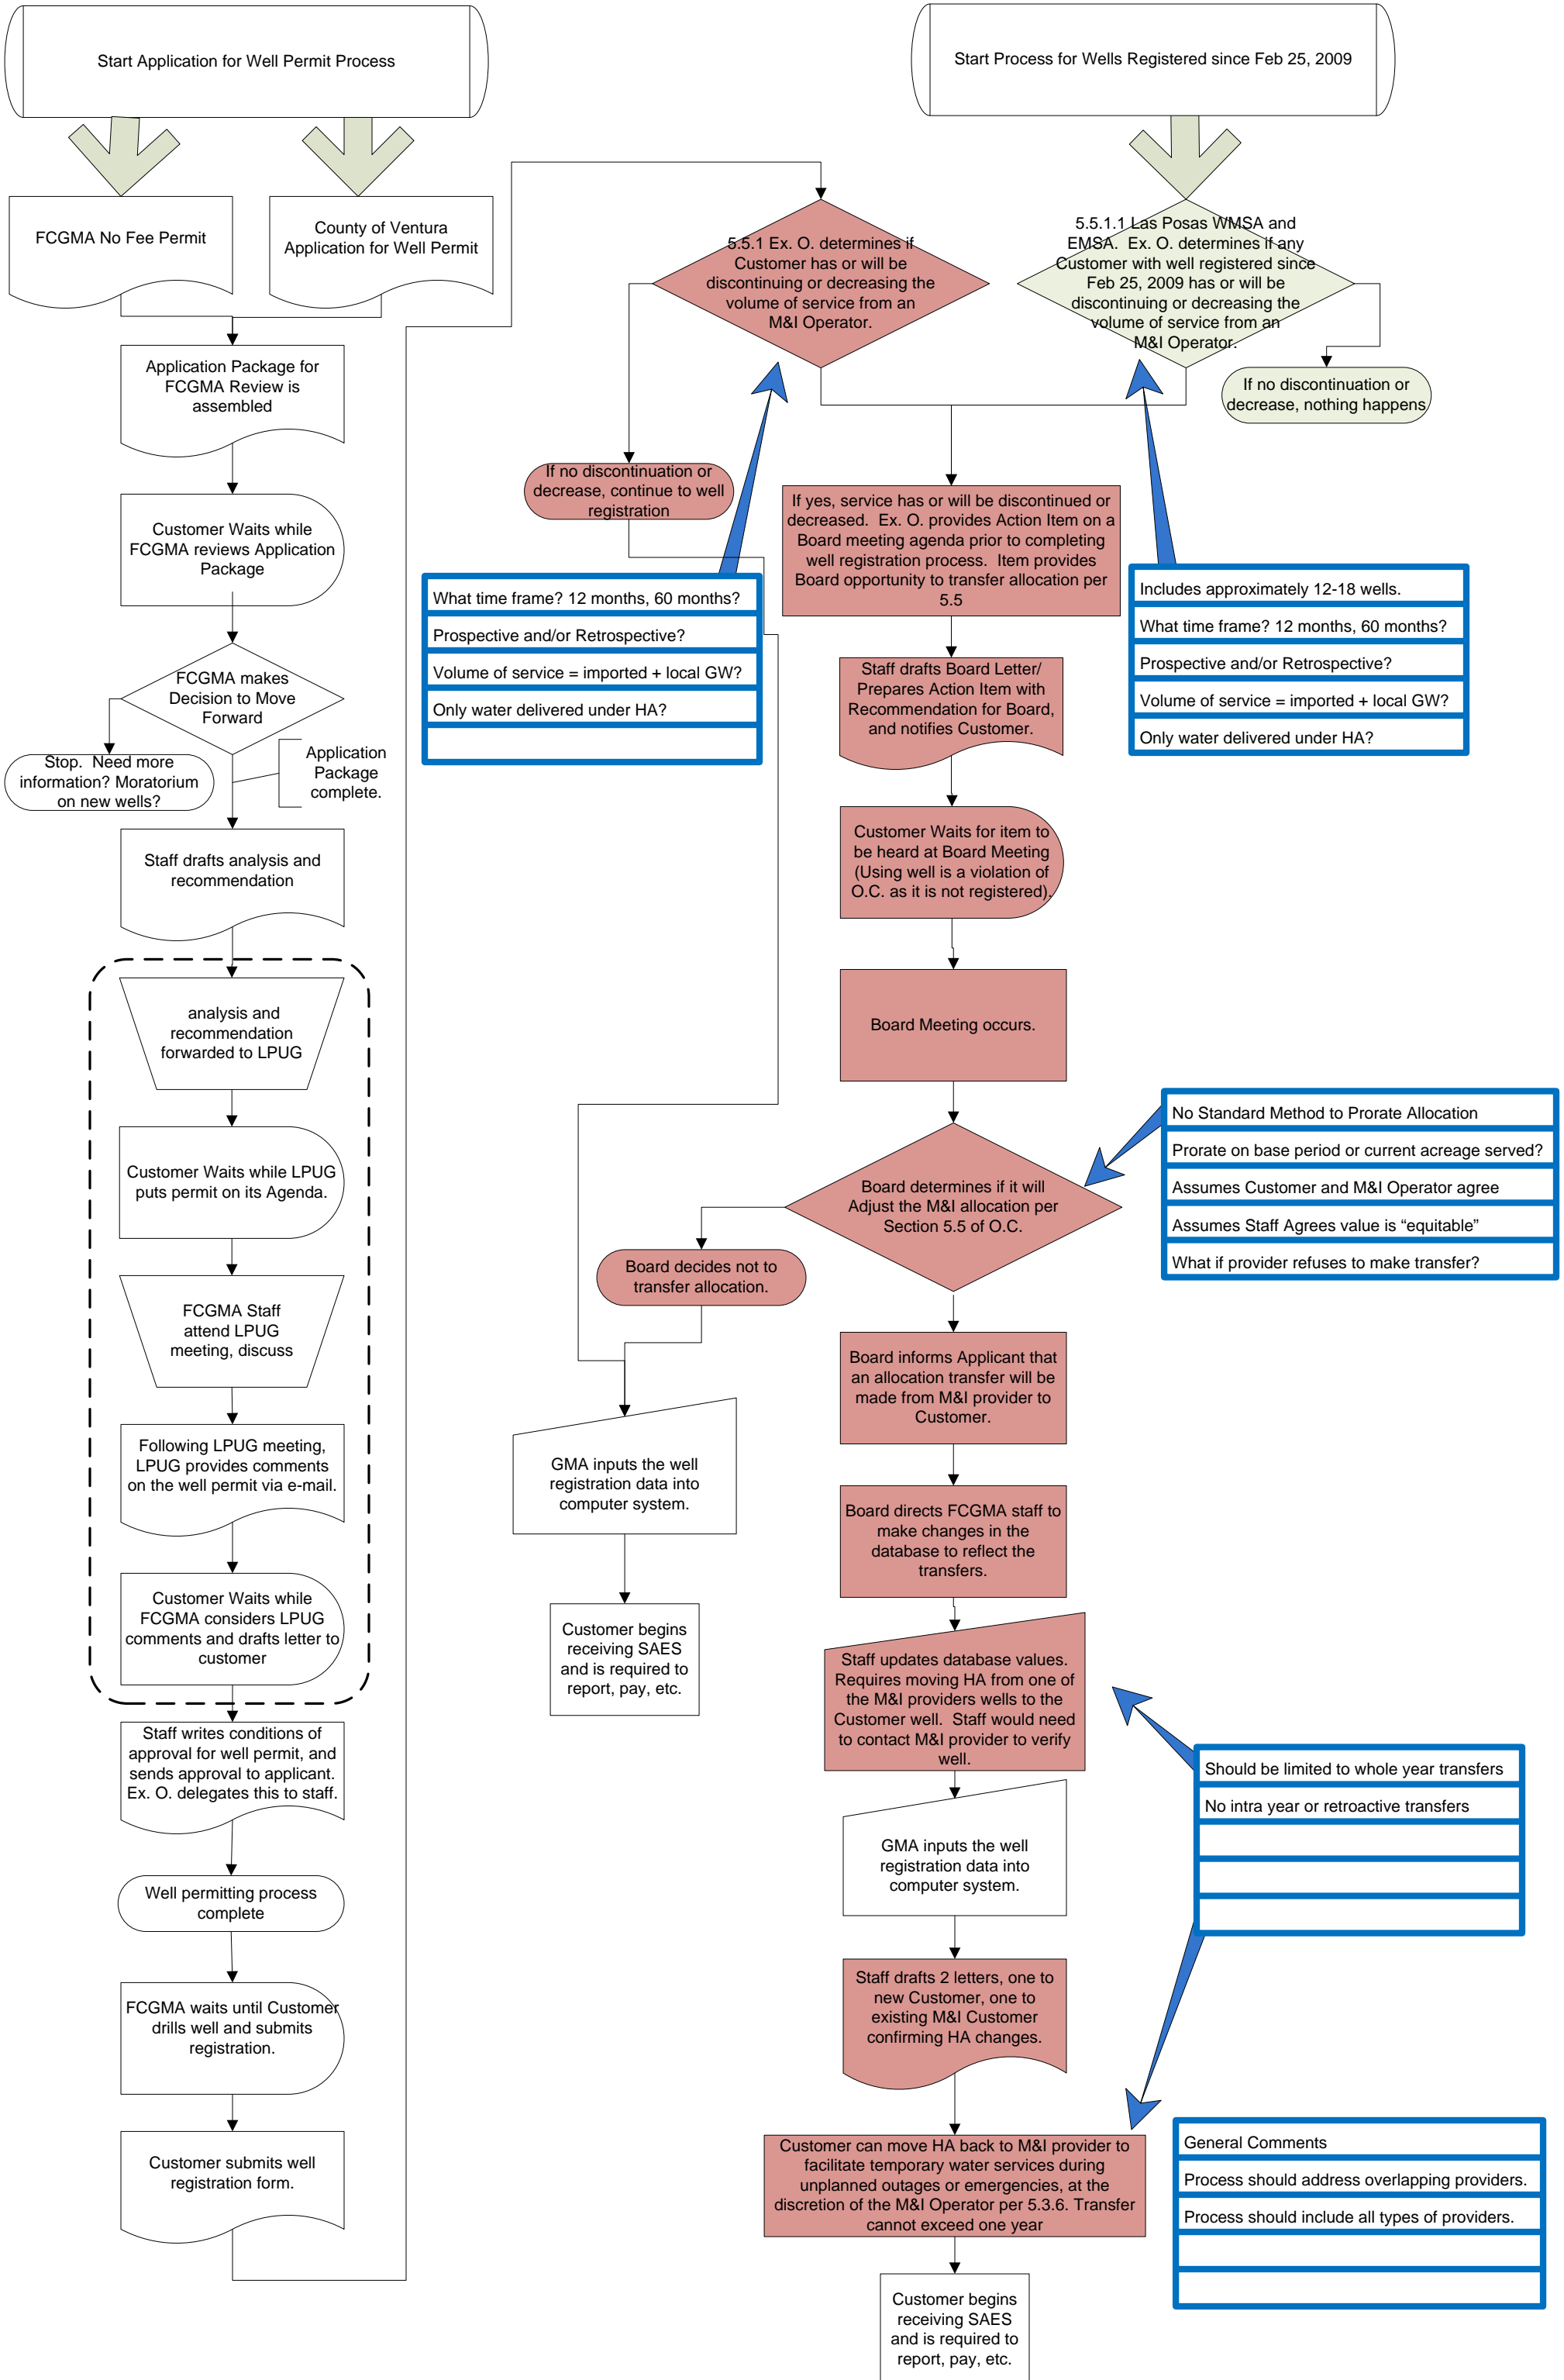 Start Application for Well Permit Process
FCGMA No Fee Permit
County of Ventura
Application for Well Permit
Application Package for
FCGMA Review is
assembled
Customer Waits while
FCGMA reviews Application
Package
FCGMA makes
Decision to Move
Forward
Stop.  Need more
information? Moratorium
on new wells?
Application
Package
complete.
Staff drafts analysis and
recommendation
analysis and
recommendation
forwarded to LPUG
Customer Waits while LPUG
puts permit on its Agenda.
FCGMA Staff
attend LPUG
meeting, discuss
Following LPUG meeting,
LPUG provides comments
on the well permit via e-mail.
Customer Waits while
FCGMA considers LPUG
comments and drafts letter to
customer
Staff writes conditions of
approval for well permit, and
sends approval to applicant.
Ex. O. delegates this to staff.
Well permitting process
complete
FCGMA waits until Customer
drills well and submits
registration.
Customer submits well
registration form.
Start Process for Wells Registered since Feb 25, 2009
5.5.1 Ex. O. determines if
Customer has or will be
discontinuing or decreasing the
volume of service from an
M&I Operator.
5.5.1.1 Las Posas WMSA and
EMSA.  Ex. O. determines if any
Customer with well registered since
Feb 25, 2009 has or will be
discontinuing or decreasing the
volume of service from an
M&I Operator.
If no discontinuation or
decrease, nothing happens
If no discontinuation or
decrease, continue to well
registration
If yes, service has or will be discontinued or
decreased.  Ex. O. provides Action Item on a
Board meeting agenda prior to completing
well registration process.  Item provides
Board opportunity to transfer allocation per
5.5
What time frame? 12 months, 60 months?
Prospective and/or Retrospective?
Volume of service = imported + local GW?
Only water delivered under HA?
Includes approximately 12-18 wells.
What time frame? 12 months, 60 months?
Prospective and/or Retrospective?
Volume of service = imported + local GW?
Only water delivered under HA?
Staff drafts Board Letter/
Prepares Action Item with
Recommendation for Board,
and notifies Customer.
Customer Waits for item to
be heard at Board Meeting
(Using well is a violation of
O.C. as it is not registered).
Board Meeting occurs.
No Standard Method to Prorate Allocation
Prorate on base period or current acreage served?
Assumes Customer and M&I Operator agree
Assumes Staff Agrees value is “equitable”
What if provider refuses to make transfer?
Board determines if it will
Adjust the M&I allocation per
Section 5.5 of O.C.
Board decides not to
transfer allocation.
Board informs Applicant that
an allocation transfer will be
made from M&I provider to
Customer.
GMA inputs the well
registration data into
computer system.
Board directs FCGMA staff to
make changes in the
database to reflect the
transfers.
Customer begins
receiving SAES
and is required to
report, pay, etc.
Staff updates database values.
Requires moving HA from one of
the M&I providers wells to the
Customer well.  Staff would need
to contact M&I provider to verify
well.
Should be limited to whole year transfers
No intra year or retroactive transfers
GMA inputs the well
registration data into
computer system.
Staff drafts 2 letters, one to
new Customer, one to
existing M&I Customer
confirming HA changes.
Customer can move HA back to M&I provider to
facilitate temporary water services during
unplanned outages or emergencies, at the
discretion of the M&I Operator per 5.3.6. Transfer
cannot exceed one year
General Comments
Process should address overlapping providers.
Process should include all types of providers.
Customer begins
receiving SAES
and is required to
report, pay, etc.